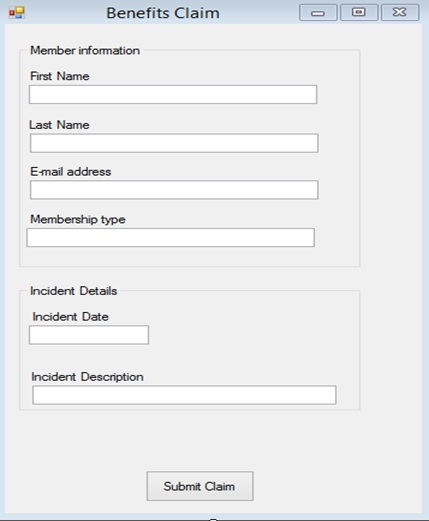 Benefits Claim
Member information
First Name
Last Name
E-mail address
Membership type
Incident Details
Incident Date
Incident Description
Submit Claim